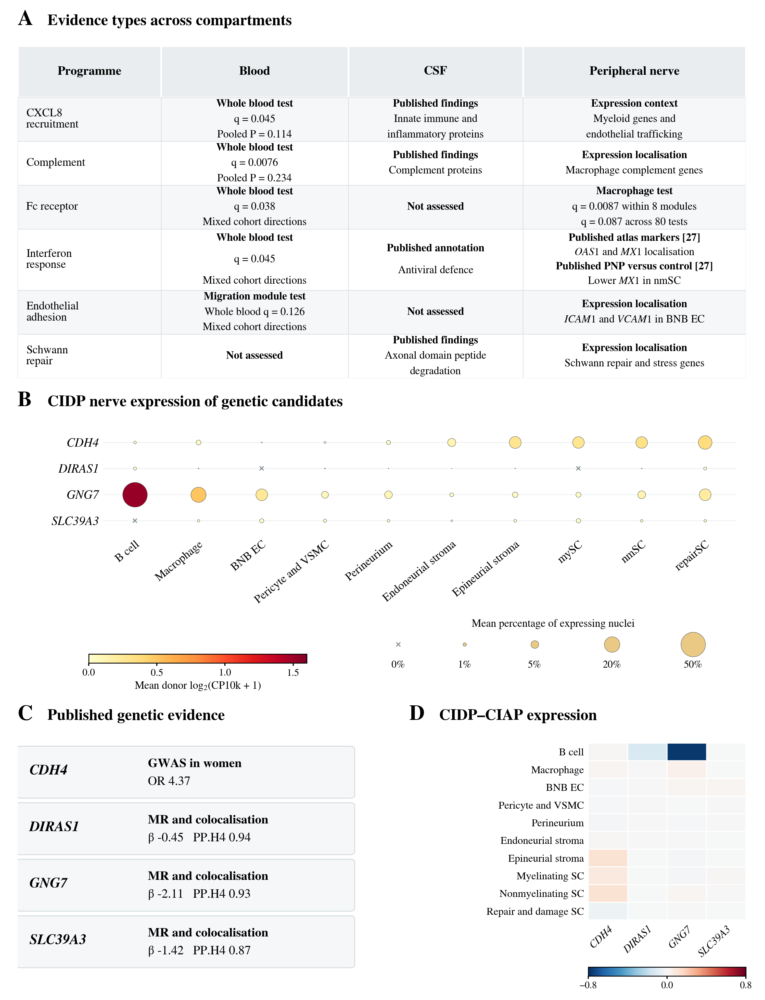 A Evidence types across compartments
Programme Blood CSF Peripheral nerve
CXCL8
recruitment
Whole blood test
q = 0.045
Pooled P = 0.114
Published findings
Innate immune and
inflammatory proteins
Expression context
Myeloid genes and
endothelial trafficking
Complement
Whole blood test
q = 0.0076
Pooled P = 0.234
Published findings
Complement proteins
Expression localisation
Macrophage complement genes
Fc receptor
Whole blood test
q = 0.038
Mixed cohort directions
Not assessed
Macrophage test
q = 0.0087 within 8 modules
q = 0.087 across 80 tests
Interferon
response
Whole blood test
q = 0.045
Mixed cohort directions
Published annotation
Antiviral defence
Published atlas markers [27]
OAS1 and MX1 localisation
Published PNP versus control [27]
Lower MX1 in nmSC
Endothelial
adhesion
Migration module test
Whole blood q = 0.126
Mixed cohort directions
Not assessed
Expression localisation
ICAM1 and VCAM1 in BNB EC
Schwann
repair
Not assessed
Published findings
Axonal domain peptide
degradation
Expression localisation
Schwann repair and stress genes
B CIDP nerve expression of genetic candidates
CDH4
DIRAS1
GNG7
SLC39A3
B cell
Macrophage
BNB EC
Pericyte and VSMC
Perineurium
Endoneurial stroma
Epineurial stroma
mySC
nmSC
repairSC
Mean percentage of expressing nuclei
0% 1% 5% 20% 50%
0.0 0.5 1.0 1.5
Mean donor log₂(CP10k + 1)
C Published genetic evidence
CDH4
GWAS in women
OR 4.37
DIRAS1
MR and colocalisation
β -0.45 PP.H4 0.94
GNG7
MR and colocalisation
β -2.11 PP.H4 0.93
SLC39A3
MR and colocalisation
β -1.42 PP.H4 0.87
D CIDP–CIAP expression
B cell
Macrophage
BNB EC
Pericyte and VSMC
Perineurium
Endoneurial stroma
Epineurial stroma
Myelinating SC
Nonmyelinating SC
Repair and damage SC
CDH4
DIRAS1
GNG7
SLC39A3
−0.8 0.0 0.8